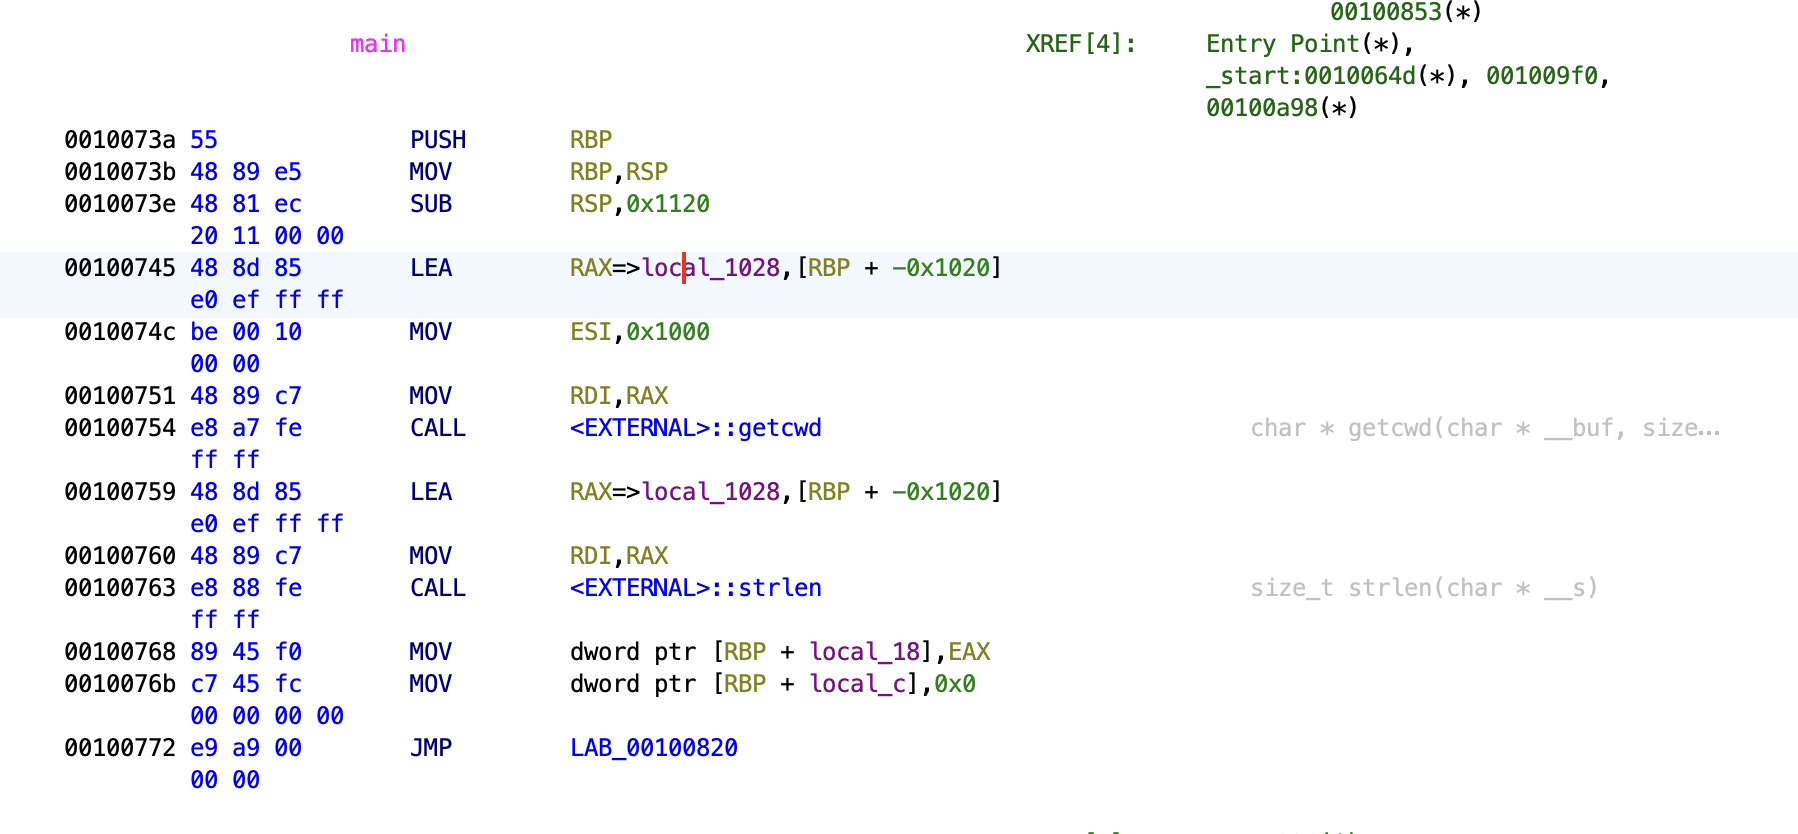 00100853(*)
main XREF[4]: Entry Point(*),
_start:0010064d(*), 001009f0,
00100a98(*)
0010073a 55 PUSH RBP
0010073b 48 89 e5 MOV RBP,RSP
0010073e 48 81 ec SUB RSP,0x1120
20 11 00 00
00100745 48 8d 85 LEA RAX=>local_1028,[RBP + -0x1020]
e0 ef ff ff
0010074c be 00 10 MOV ESI,0x1000
00 00
00100751 48 89 c7 MOV RDI,RAX
00100754 e8 a7 fe CALL <EXTERNAL>::getcwd char * getcwd(char * __buf, size...
ff ff
00100759 48 8d 85 LEA RAX=>local_1028,[RBP + -0x1020]
e0 ef ff ff
00100760 48 89 c7 MOV RDI,RAX
00100763 e8 88 fe CALL <EXTERNAL>::strlen size_t strlen(char * __s)
ff ff
00100768 89 45 f0 MOV dword ptr [RBP + local_18],EAX
0010076b c7 45 fc MOV dword ptr [RBP + local_c],0x0
00 00 00 00
00100772 e9 a9 00 JMP LAB_00100820
00 00